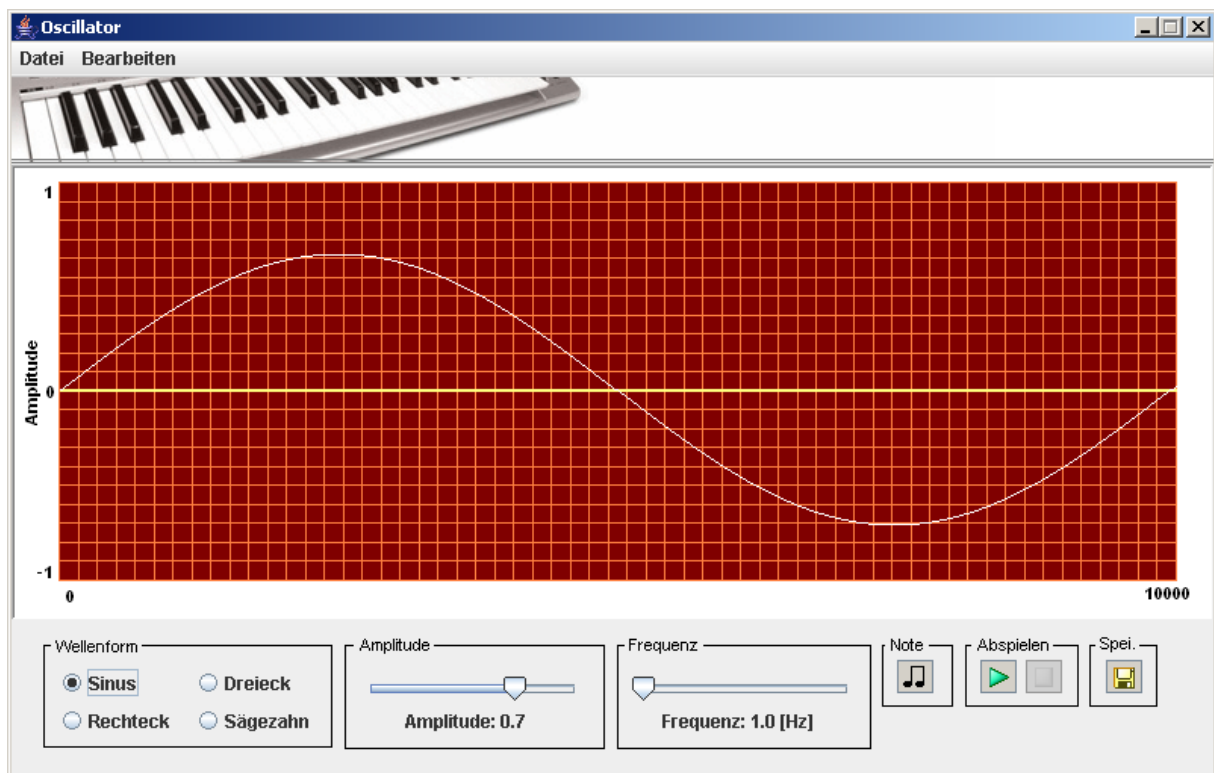 Oscillator
Datei Bearbeiten
1
Amplitude
0
-1
0 10000
Wellenform Amplitude Frequenz Note Abspielen Spei.
Sinus Dreieck
Rechteck Sägezahn Amplitude: 0.7 Frequenz: 1.0 [Hz]